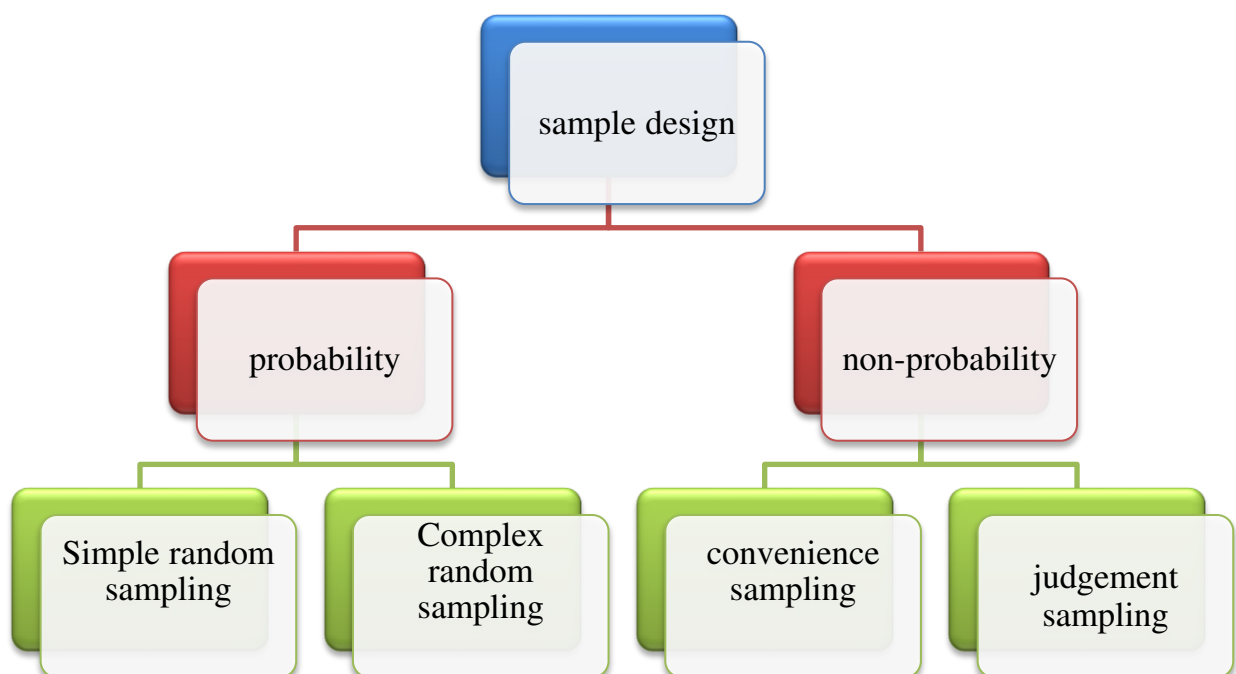 sample design
probability
non-probability
Simple random
sampling
Complex
random
sampling
convenience
sampling
judgement
sampling